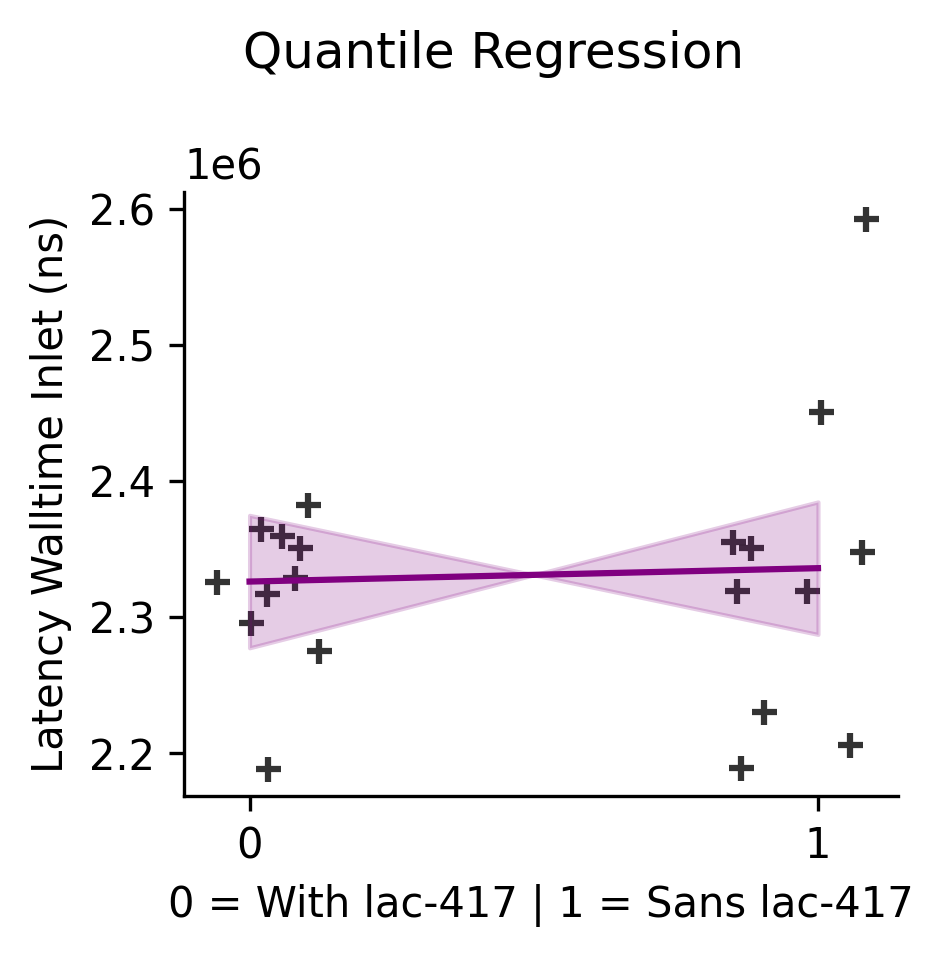 Quantile Regression
1e6
2.6
2.5
2.4
2.3
2.2
Latency Walltime Inlet (ns)
0 1
0 = With lac-417 | 1 = Sans lac-417